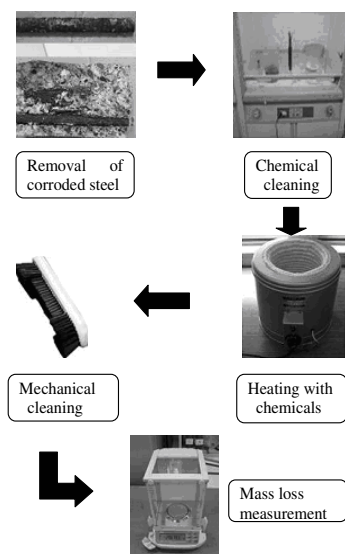 Removal of
corroded steel
Chemical
cleaning
Heating with
chemicals
Mechanical
cleaning
Mass loss
measurement